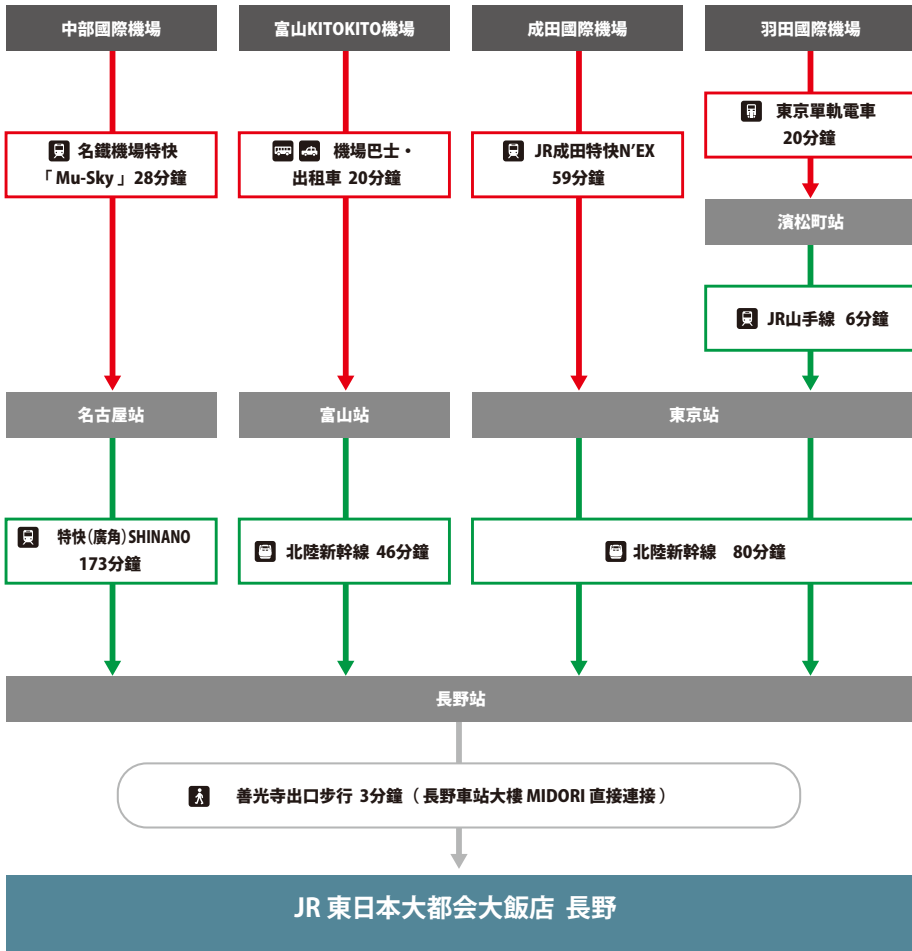 中部國際機場
富山KITOKITO機場
成田國際機場
羽田國際機場
名鐵機場特快
「 Mu-Sky 」 28分鐘
機場巴士・
出租車 20分鐘
JR成田特快N’EX
59分鐘
東京單軌電車
20分鐘
濱松町站
JR山手線 6分鐘
名古屋站
富山站
東京站
特快(廣角)SHINANO
173分鐘
北陸新幹線 46分鐘
北陸新幹線 80分鐘
長野站
善光寺出口步行 3分鐘 ( 長野車站大樓 MIDORI 直接連接 )
JR 東日本大都会大飯店 長野